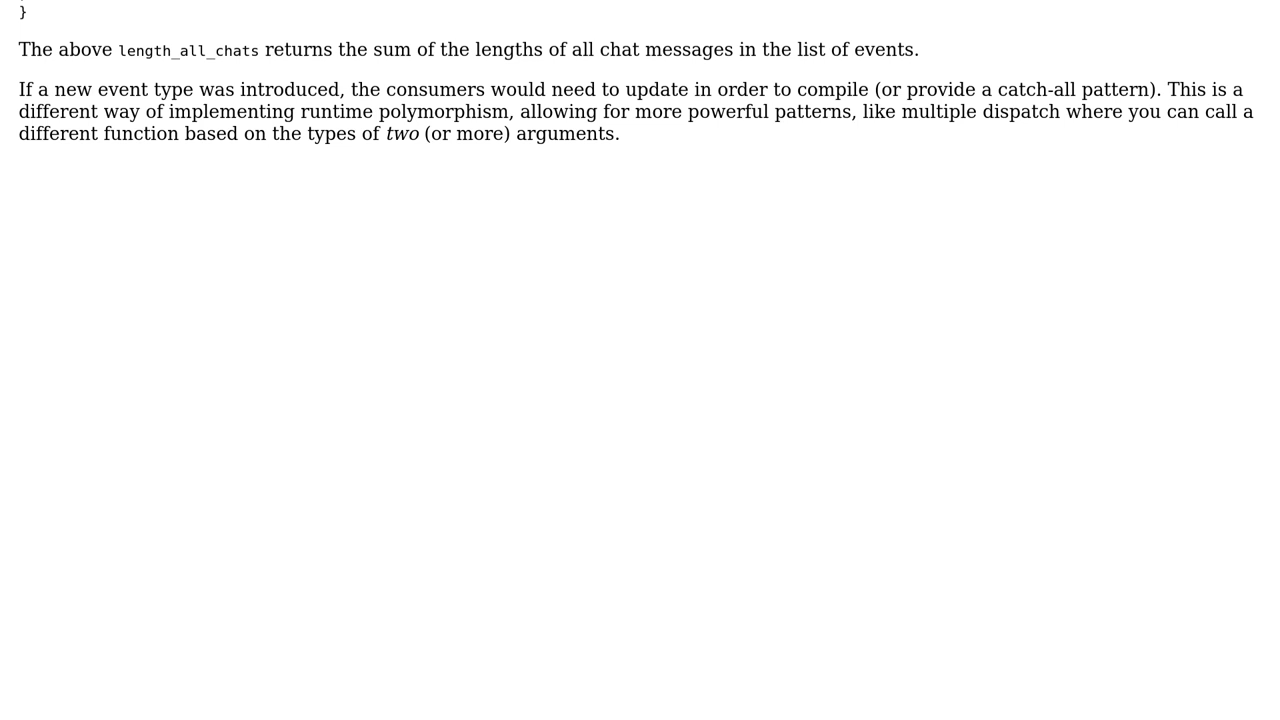 }
The above length_all_chats returns the sum of the lengths of all chat messages in the list of events.
If a new event type was introduced, the consumers would need to update in order to compile (or provide a catch-all pattern). This is a
different way of implementing runtime polymorphism, allowing for more powerful patterns, like multiple dispatch where you can call a
different function based on the types of two (or more) arguments.